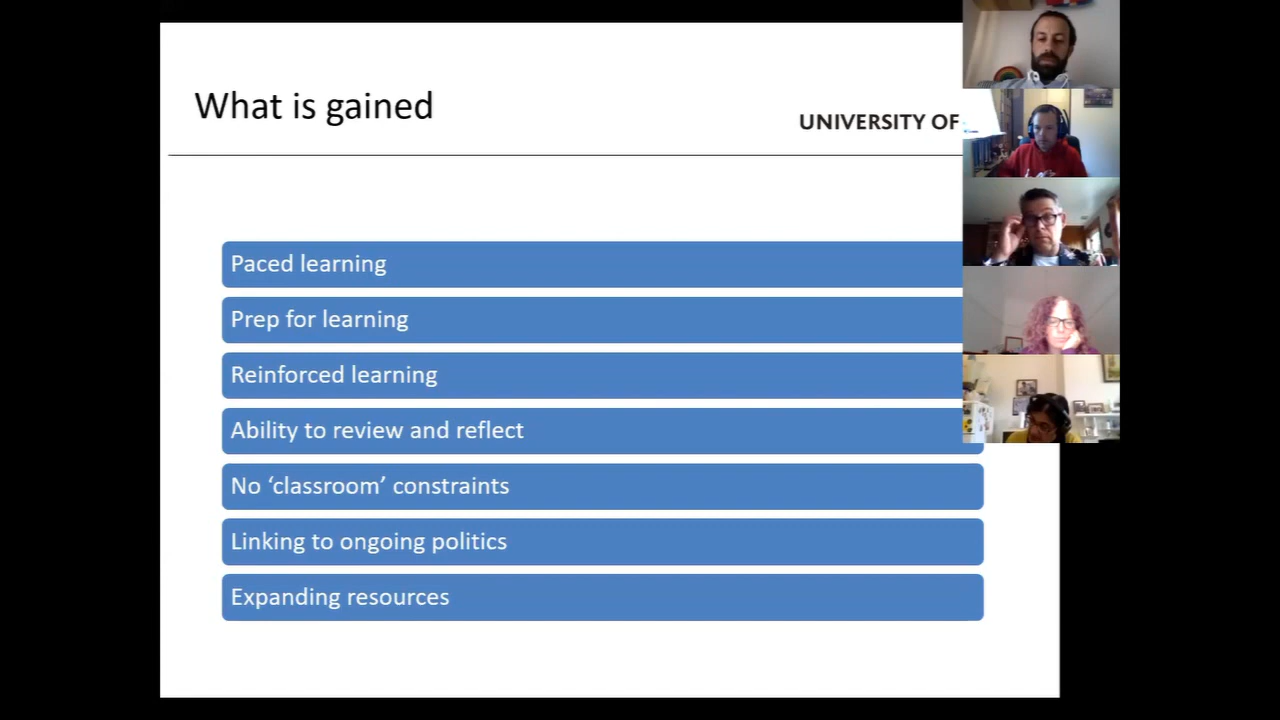 What is gained
UNIVERSITY OF
Paced learning
Prep for learning
Reinforced learning
Ability to review and reflect
No ‘classroom’ constraints
Linking to ongoing politics
Expanding resources